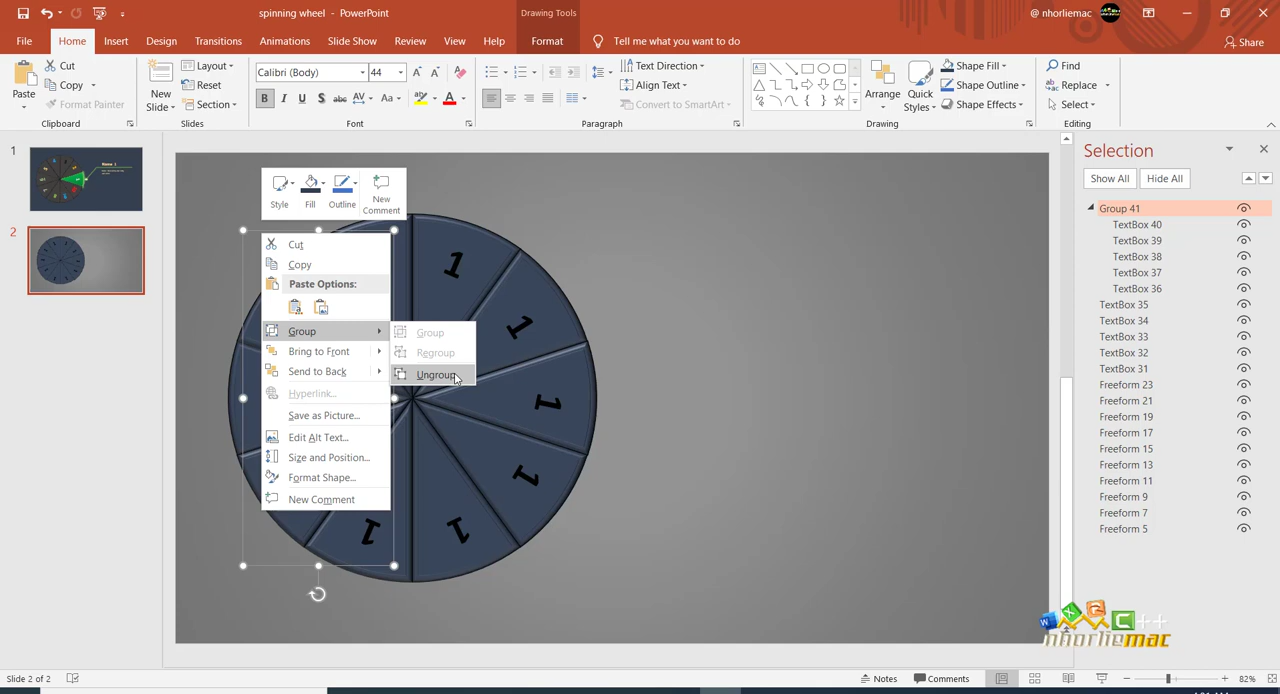 spinning wheel - PowerPoint
Drawing Tools
@ nhorliemac
File
Home
Insert
Design
Transitions
Animations
Slide Show
Review
View
Help
Format
Tell me what you want to do
Share
Paste
Cut
Copy
Format Painter
Clipboard
New
Slide
Layout
Reset
Section
Slides
Calibri (Body)
44
B I U S abc AV Aa
A
Font
Text Direction
Align Text
Convert to SmartArt
Paragraph
Arrange
Quick
Styles
Shape Fill
Shape Outline
Shape Effects
Drawing
Find
Replace
Select
Editing
1
2
Style
Fill
Outline
New
Comment
Cut
Copy
Paste Options:
Group
Bring to Front
Send to Back
Hyperlink...
Save as Picture...
Edit Alt Text...
Size and Position...
Format Shape...
New Comment
Group
Regroup
Ungroup
1
1
1
1
1
1
Selection
Show All
Hide All
Group 41
TextBox 40
TextBox 39
TextBox 38
TextBox 37
TextBox 36
TextBox 35
TextBox 34
TextBox 33
TextBox 32
TextBox 31
Freeform 23
Freeform 21
Freeform 19
Freeform 17
Freeform 15
Freeform 13
Freeform 11
Freeform 9
Freeform 7
Freeform 5
W X C ++
nhorliemac
Slide 2 of 2
Notes
Comments
82%